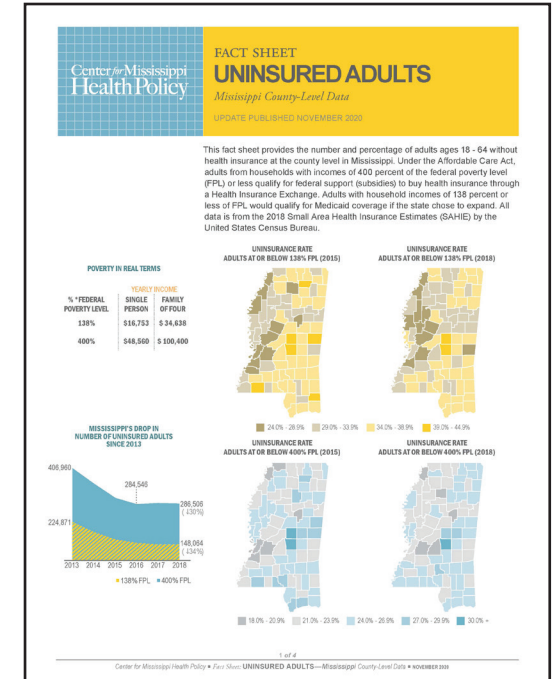 Center for Mississippi
Health Policy
FACT SHEET
UNINSURED ADULTS
Mississippi County-Level Data
UPDATE PUBLISHED NOVEMBER 2020
This fact sheet provides the number and percentage of adults ages 18 - 64 without
health insurance at the county level in Mississippi. Under the Affordable Care Act,
adults from households with incomes of 400 percent of the federal poverty level
(FPL) or less qualify for federal support (subsidies) to buy health insurance through
a Health Insurance Exchange. Adults with household incomes of 138 percent or
less of FPL would qualify for Medicaid coverage if the state chose to expand. All
data is from the 2018 Small Area Health Insurance Estimates (SAHIE) by the
United States Census Bureau.
POVERTY IN REAL TERMS
YEARLY INCOME
% *FEDERAL POVERTY LEVEL
SINGLE PERSON
FAMILY OF FOUR
138% $16,753 $ 34,638
400% $48,560 $ 100,400
UNINSURANCE RATE
ADULTS AT OR BELOW 138% FPL (2015)
UNINSURANCE RATE
ADULTS AT OR BELOW 138% FPL (2018)
24.0% - 28.9% 29.0% - 33.9% 34.0% - 38.9% 39.0% - 44.9%
MISSISSIPPI'S DROP IN
NUMBER OF UNINSURED ADULTS
SINCE 2013
406,960
284,546
286,506
(↓30%)
224,871
148,064
(↓34%)
2013 2014 2015 2016 2017 2018
138% FPL 400% FPL
UNINSURANCE RATE
ADULTS AT OR BELOW 400% FPL (2015)
UNINSURANCE RATE
ADULTS AT OR BELOW 400% FPL (2018)
18.0% - 20.9% 21.0% - 23.9% 24.0% - 26.9% 27.0% - 29.9% 30.0% +
1 of 4
Center for Mississippi Health Policy • Fact Sheet: UNINSURED ADULTS—Mississippi County-Level Data • NOVEMBER 2020